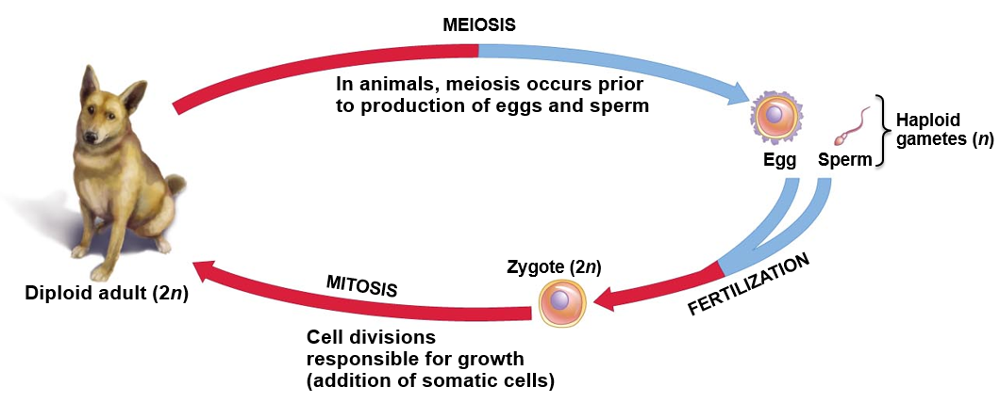 MEIOSIS
In animals, meiosis occurs prior
to production of eggs and sperm
Egg
Sperm
Haploid
gametes (n)
FERTILIZATION
Zygote (2n)
MITOSIS
Cell divisions
responsible for growth
(addition of somatic cells)
Diploid adult (2n)